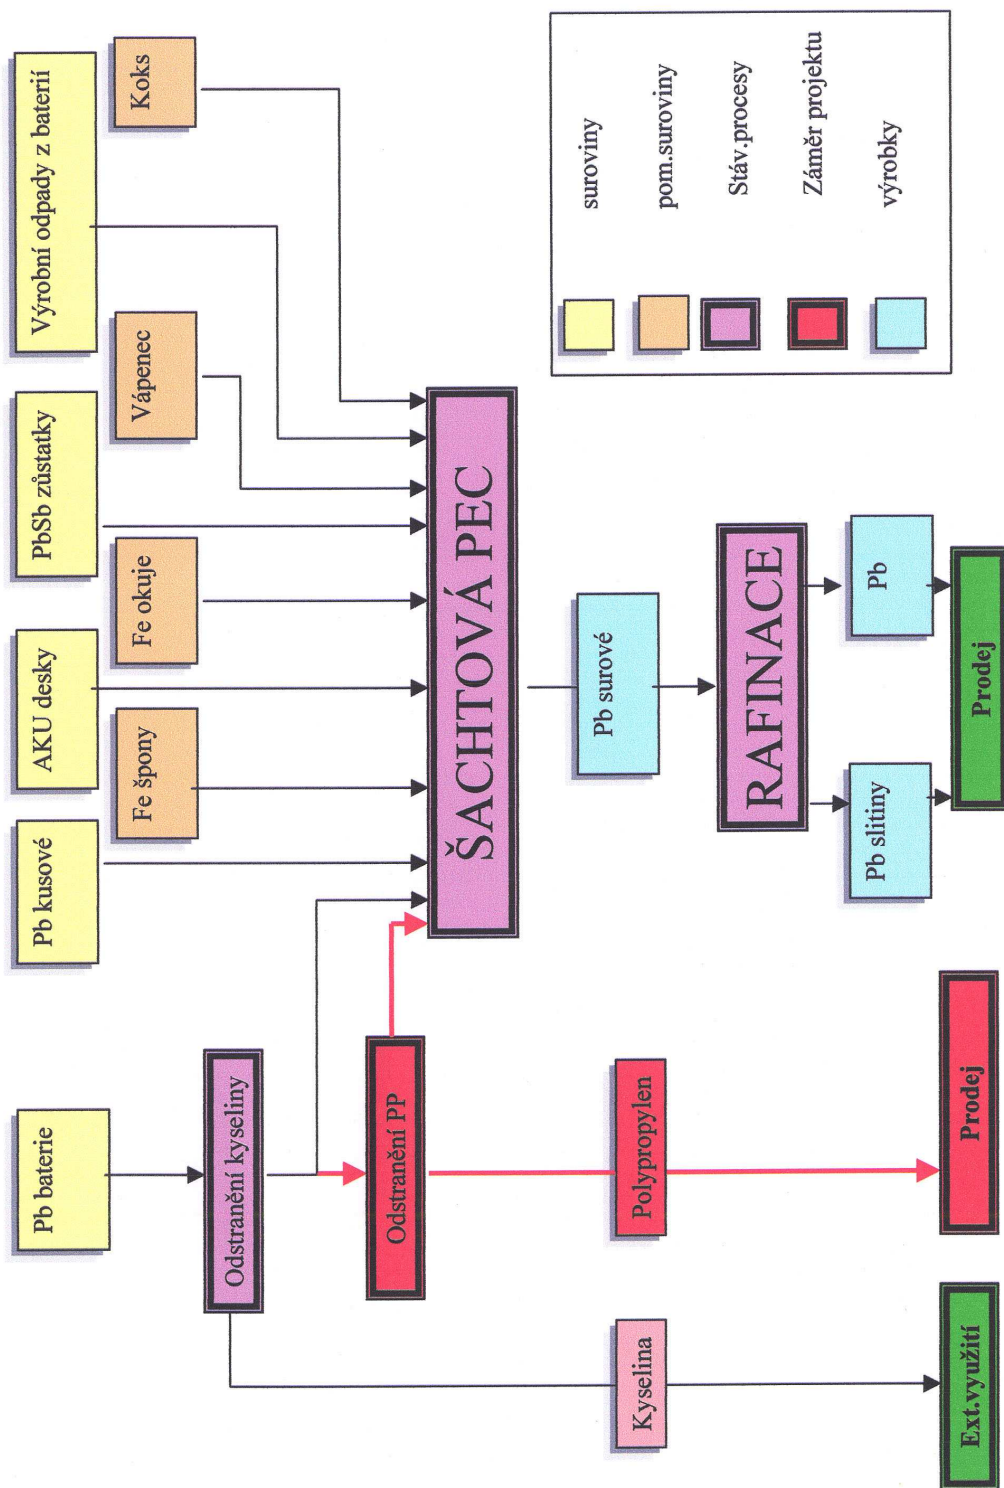 Pb baterie
Pb kusové
AKU desky
PbSb zůstatky
Výrobní odpady z baterií
Fe špony
Fe okuje
Vápenec
Koks
Odstranění kyseliny
Odstranění PP
ŠACHTOVÁ PEC
Kyselina
Polypropylen
Pb surové
RAFINACE
Pb slitiny
Pb
Ext.využití
Prodej
Prodej
suroviny
pom.suroviny
Stáv.procesy
Záměr projektu
výrobky